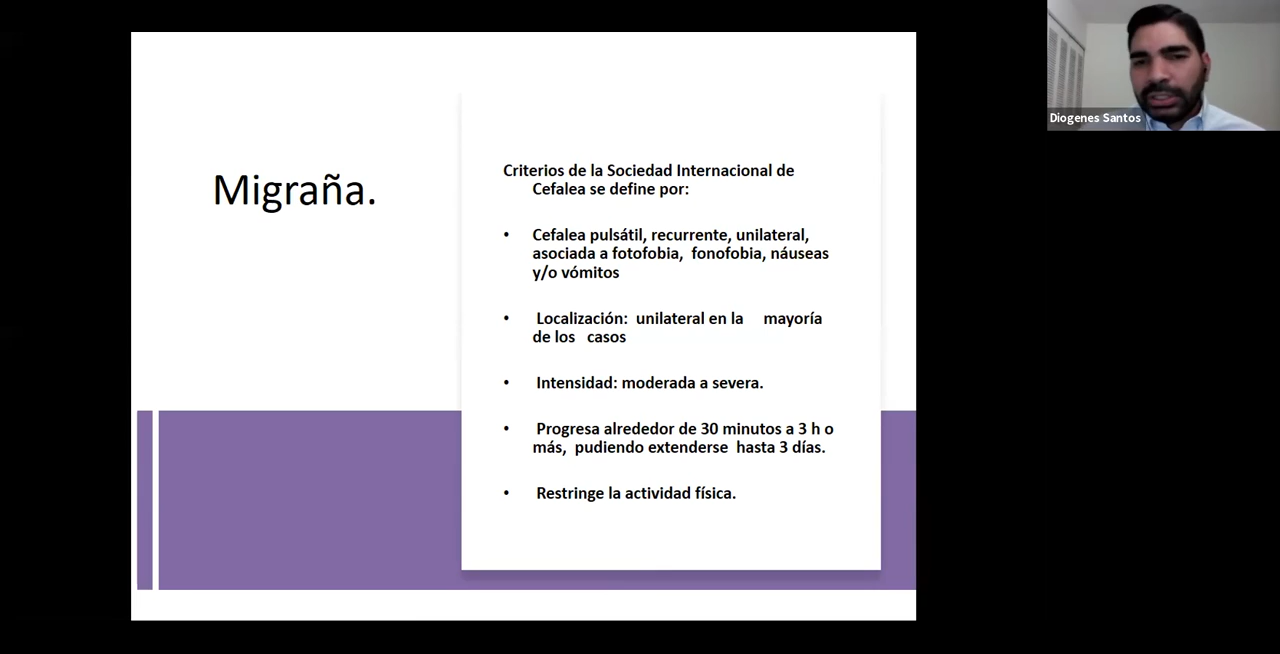 Migraña.
Criterios de la Sociedad Internacional de
Cefalea se define por:
• Cefalea pulsátil, recurrente, unilateral,
asociada a fotofobia, fonofobia, náuseas
y/o vómitos
• Localización: unilateral en la mayoría
de los casos
• Intensidad: moderada a severa.
• Progresa alrededor de 30 minutos a 3 h o
más, pudiendo extenderse hasta 3 días.
• Restringe la actividad física.
Diogenes Santos